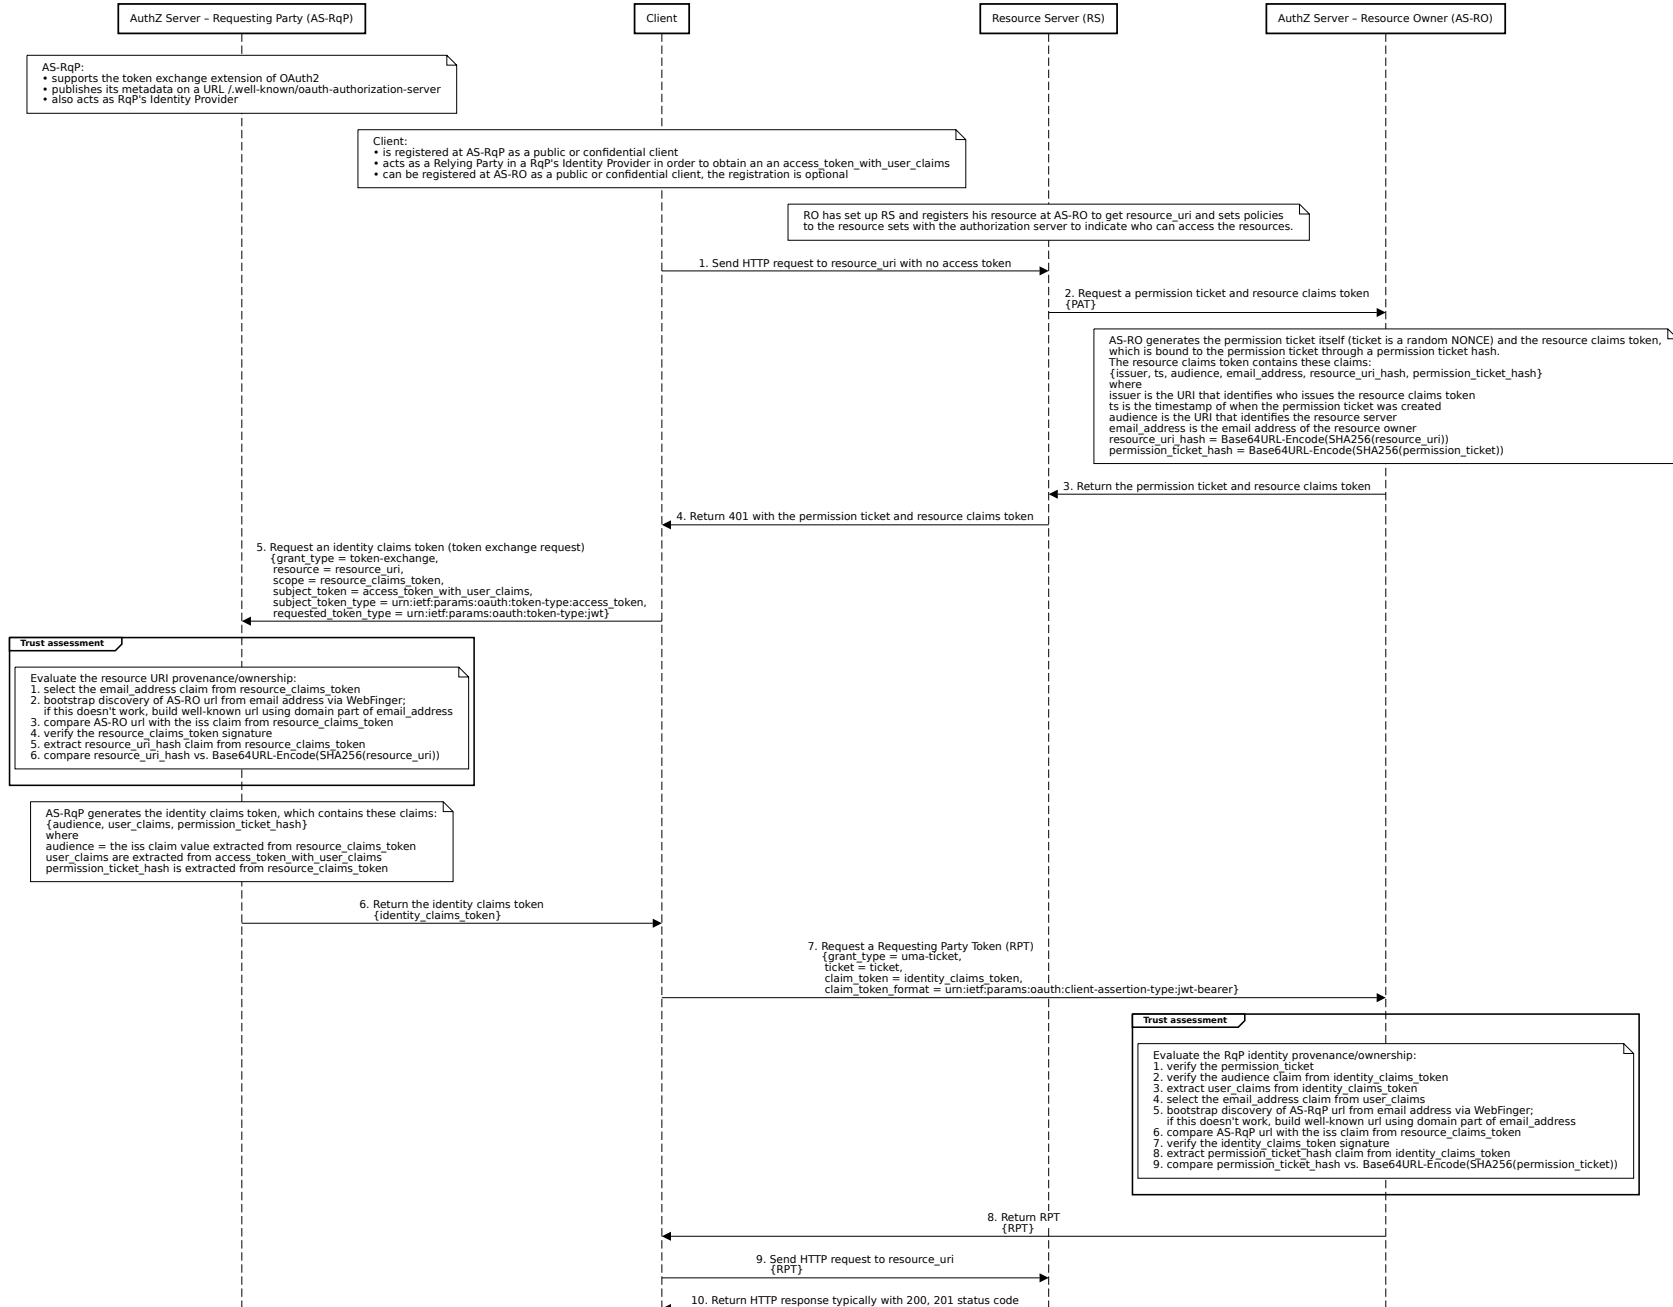 AuthZ Server – Requesting Party (AS-RqP)
Client
Resource Server (RS)
AuthZ Server – Resource Owner (AS-RO)
AS-RqP:
• supports the token exchange extension of OAuth2
• publishes its metadata on a URL /.well-known/oauth-authorization-server
• also acts as RqP's Identity Provider
Client:
• is registered at AS-RqP as a public or confidential client
• acts as a Relying Party in a RqP's Identity Provider in order to obtain an an access_token_with_user_claims
• can be registered at AS-RO as a public or confidential client, the registration is optional
RO has set up RS and registers his resource at AS-RO to get resource_uri and sets policies
to the resource sets with the authorization server to indicate who can access the resources.
1. Send HTTP request to resource_uri with no access token
2. Request a permission ticket and resource claims token
{PAT}
AS-RO generates the permission ticket itself (ticket is a random NONCE) and the resource claims token,
which is bound to the permission ticket through a permission ticket hash.
The resource claims token contains these claims:
{issuer, ts, audience, email_address, resource_uri_hash, permission_ticket_hash}
where
issuer is the URI that identifies who issues the resource claims token
ts is the timestamp of when the permission ticket was created
audience is the URI that identifies the resource server
email_address is the email address of the resource owner
resource_uri_hash = Base64URL-Encode(SHA256(resource_uri))
permission_ticket_hash = Base64URL-Encode(SHA256(permission_ticket))
3. Return the permission ticket and resource claims token
4. Return 401 with the permission ticket and resource claims token
5. Request an identity claims token (token exchange request)
{grant_type = token-exchange,
resource = resource_uri,
scope = resource_claims_token,
subject_token = access_token_with_user_claims,
subject_token_type = urn:ietf:params:oauth:token-type:access_token,
requested_token_type = urn:ietf:params:oauth:token-type:jwt}
Trust assessment
Evaluate the resource URI provenance/ownership:
1. select the email_address claim from resource_claims_token
2. bootstrap discovery of AS-RO url from email address via WebFinger;
if this doesn't work, build well-known url using domain part of email_address
3. compare AS-RO url with the iss claim from resource_claims_token
4. verify the resource_claims_token signature
5. extract resource_uri_hash claim from resource_claims_token
6. compare resource_uri_hash vs. Base64URL-Encode(SHA256(resource_uri))
AS-RqP generates the identity claims token, which contains these claims:
{audience, user_claims, permission_ticket_hash}
where
audience = the iss claim value extracted from resource_claims_token
user_claims are extracted from access_token_with_user_claims
permission_ticket_hash is extracted from resource_claims_token
6. Return the identity claims token
{identity_claims_token}
7. Request a Requesting Party Token (RPT)
{grant_type = uma-ticket,
ticket = ticket,
claim_token = identity_claims_token,
claim_token_format = urn:ietf:params:oauth:client-assertion-type:jwt-bearer}
Trust assessment
Evaluate the RqP identity provenance/ownership:
1. verify the permission_ticket
2. verify the audience claim from identity_claims_token
3. extract user_claims from identity_claims_token
4. select the email_address claim from user_claims
5. bootstrap discovery of AS-RqP url from email address via WebFinger;
if this doesn't work, build well-known url using domain part of email_address
6. compare AS-RqP url with the iss claim from resource_claims_token
7. verify the identity_claims_token signature
8. extract permission_ticket_hash claim from identity_claims_token
9. compare permission_ticket_hash vs. Base64URL-Encode(SHA256(permission_ticket))
8. Return RPT
{RPT}
9. Send HTTP request to resource_uri
{RPT}
10. Return HTTP response typically with 200, 201 status code